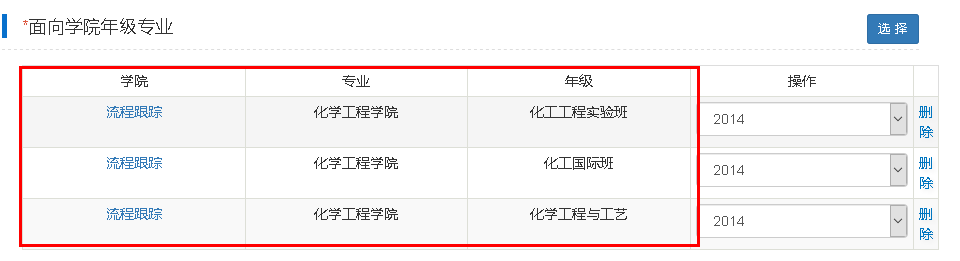 *面向学院年级专业
选 择
学院 专业 年级 操作
流程跟踪 化学工程学院 化工工程实验班 2014 删除
流程跟踪 化学工程学院 化工国际班 2014 删除
流程跟踪 化学工程学院 化学工程与工艺 2014 删除